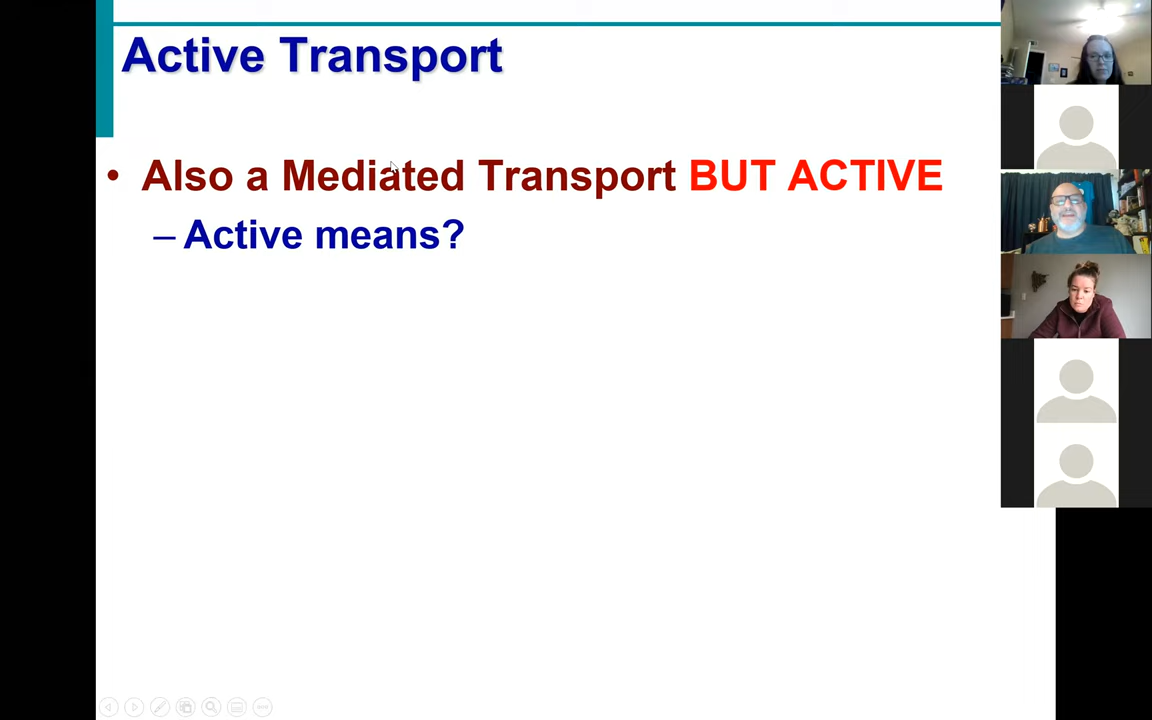 Active Transport
• Also a Mediated Transport BUT ACTIVE
– Active means?